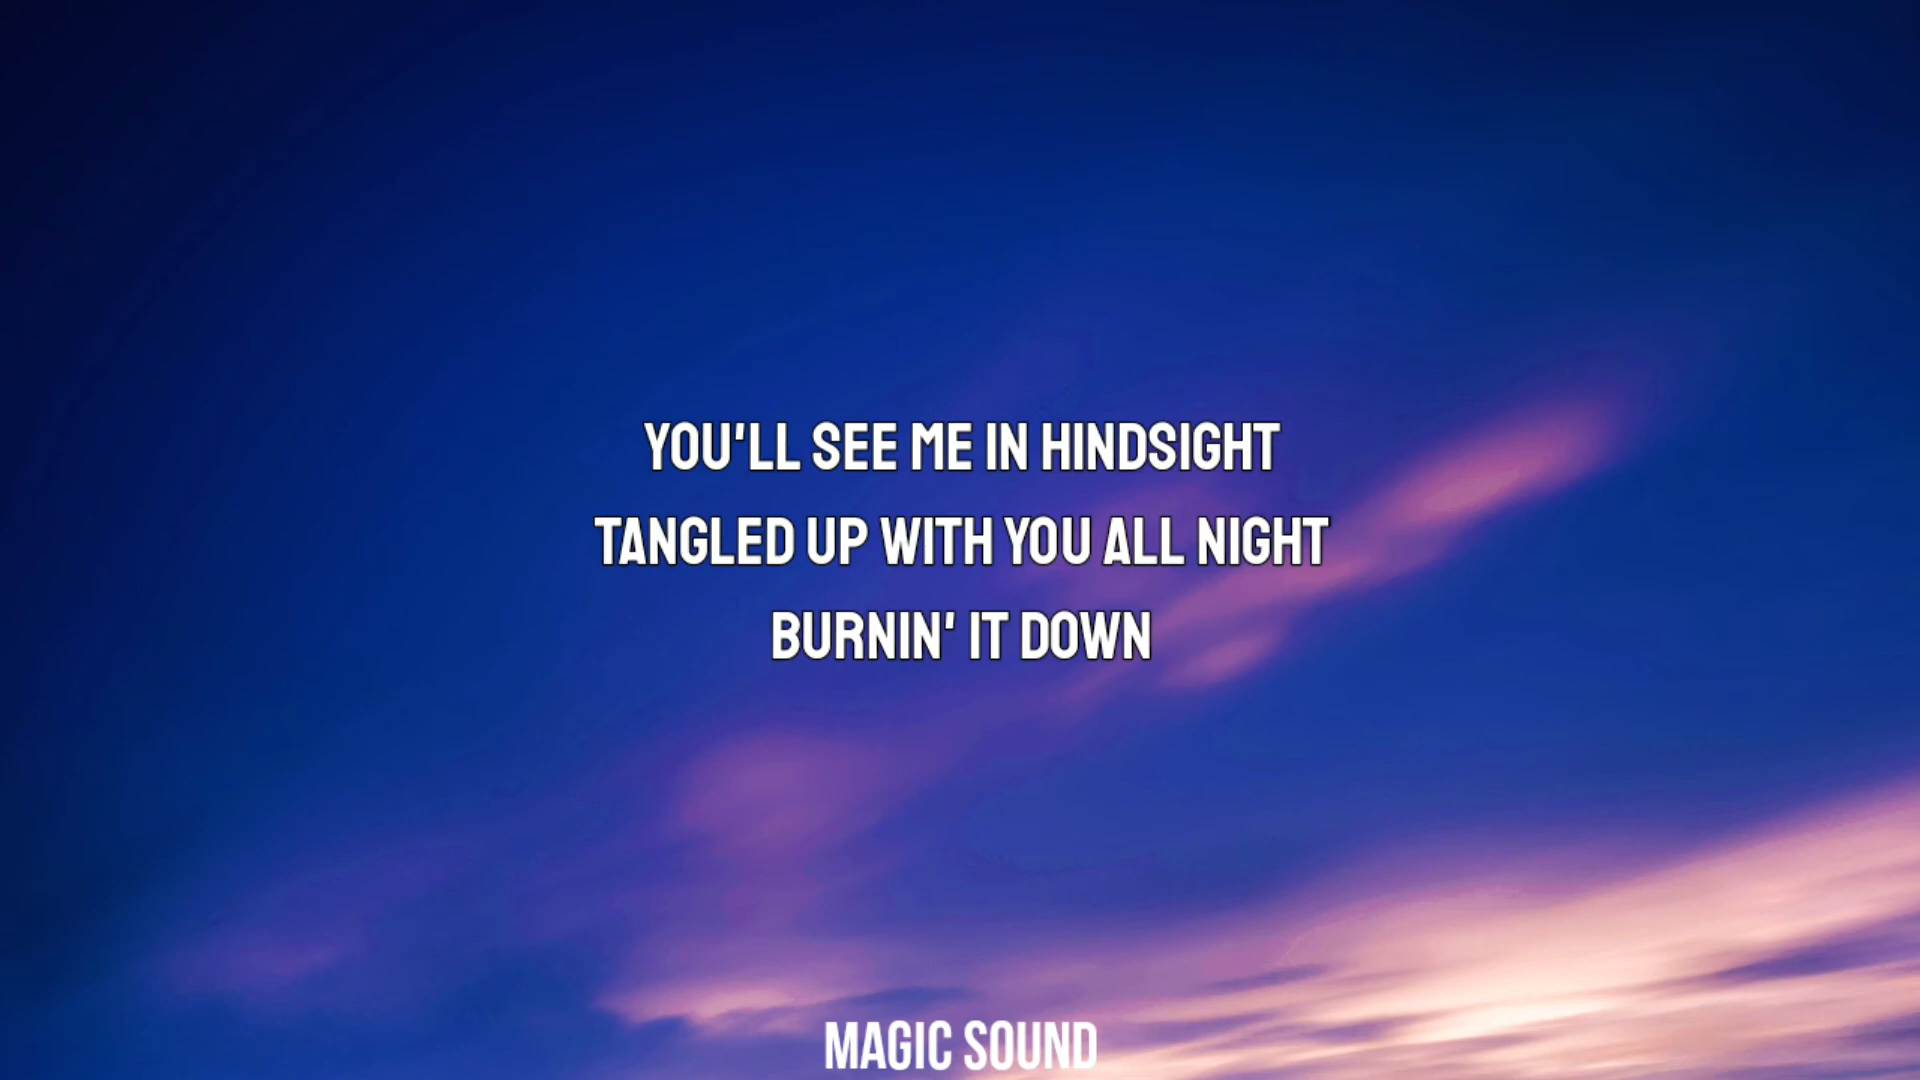 YOU'LL SEE ME IN HINDSIGHT
TANGLED UP WITH YOU ALL NIGHT
BURNIN' IT DOWN
MAGIC SOUND